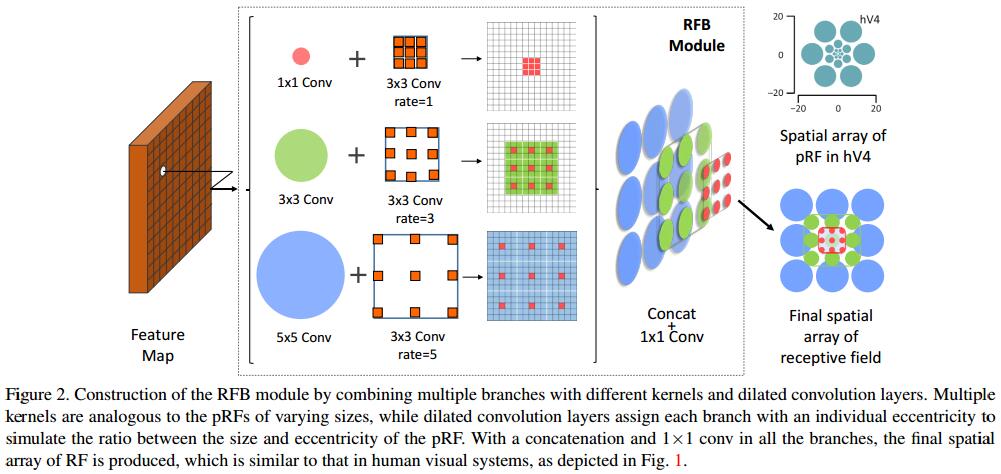 Feature
Map
1x1 Conv
3x3 Conv
rate=1
3x3 Conv
3x3 Conv
rate=3
5x5 Conv
3x3 Conv
rate=5
RFB
Module
Concat
+
1x1 Conv
20
0
−20
−20
0
20
hV4
Spatial array of
pRF in hV4
Final spatial
array of
receptive field
Figure 2. Construction of the RFB module by combining multiple branches with different kernels and dilated convolution layers. Multiple
kernels are analogous to the pRFs of varying sizes, while dilated convolution layers assign each branch with an individual eccentricity to
simulate the ratio between the size and eccentricity of the pRF. With a concatenation and 1×1 conv in all the branches, the final spatial
array of RF is produced, which is similar to that in human visual systems, as depicted in Fig. 1.